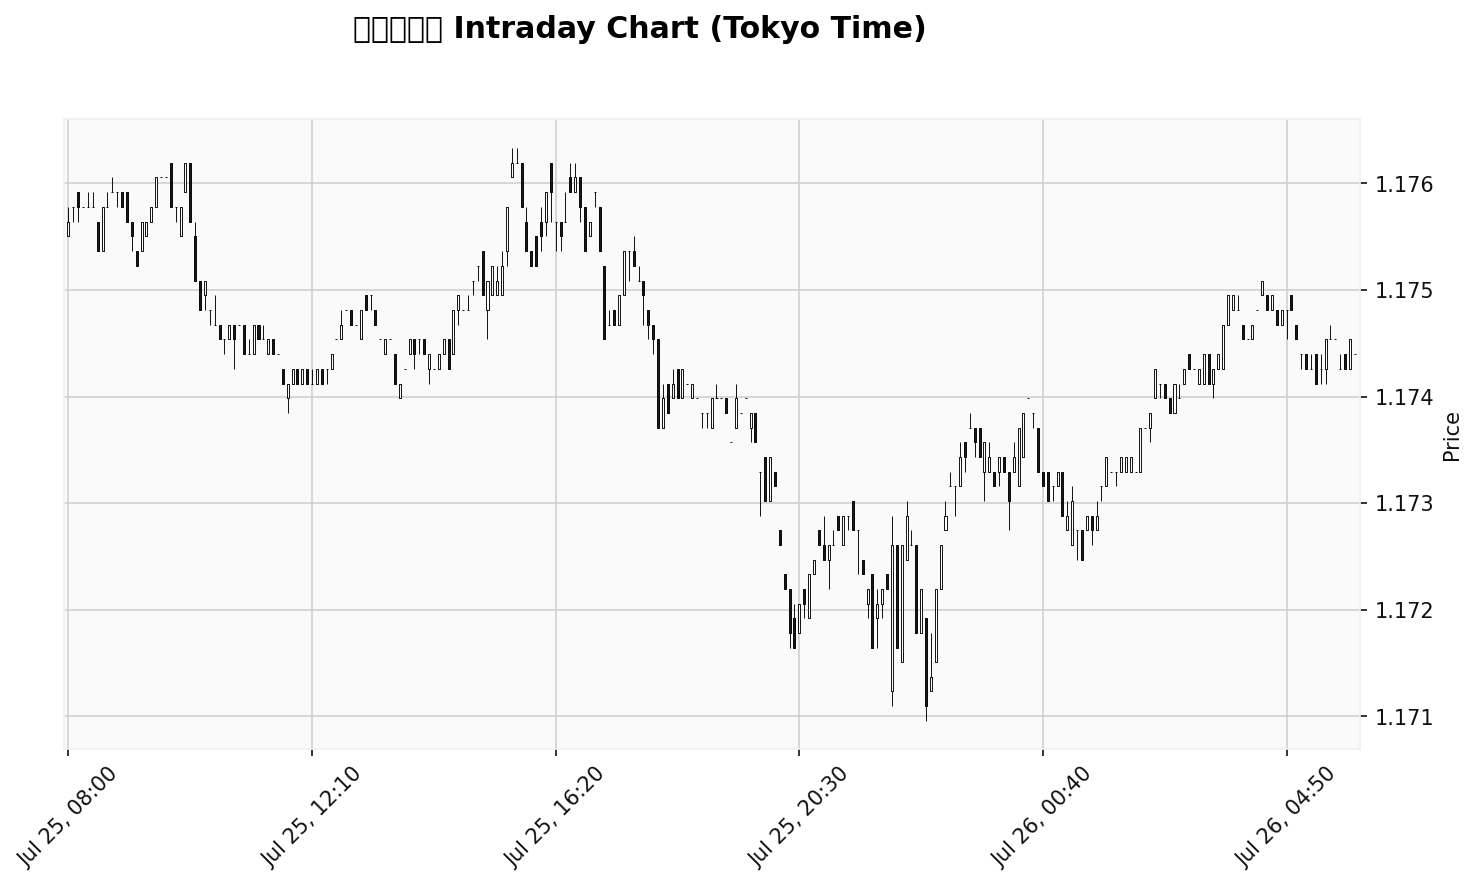 Intraday Chart (Tokyo Time)
1.176
1.175
1.174
1.173
1.172
1.171
Price
Jul 25, 08:00
Jul 25, 12:10
Jul 25, 16:20
Jul 25, 20:30
Jul 26, 00:40
Jul 26, 04:50